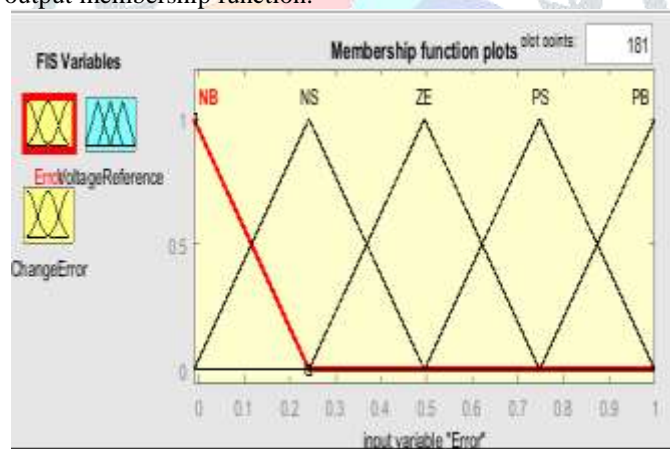 output membership function.
FIS Variables
Membership function plots plot points: 181
NB NS ZE PS PB
VoltageReference
ChangeError
1
0.5
0
0 0.1 0.2 0.3 0.4 0.5 0.6 0.7 0.8 0.9 1
input variable "Error"